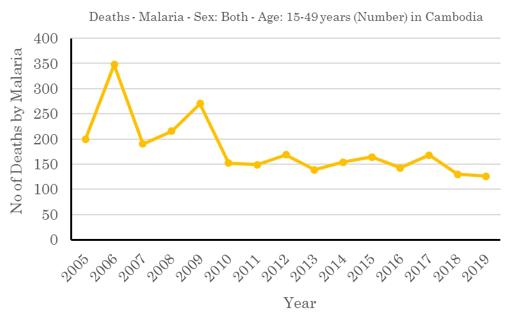 Deaths - Malaria - Sex: Both - Age: 15-49 years (Number) in Cambodia
No of Deaths by Malaria
400
350
300
250
200
150
100
50
0
2005 2006 2007 2008 2009 2010 2011 2012 2013 2014 2015 2016 2017 2018 2019
Year